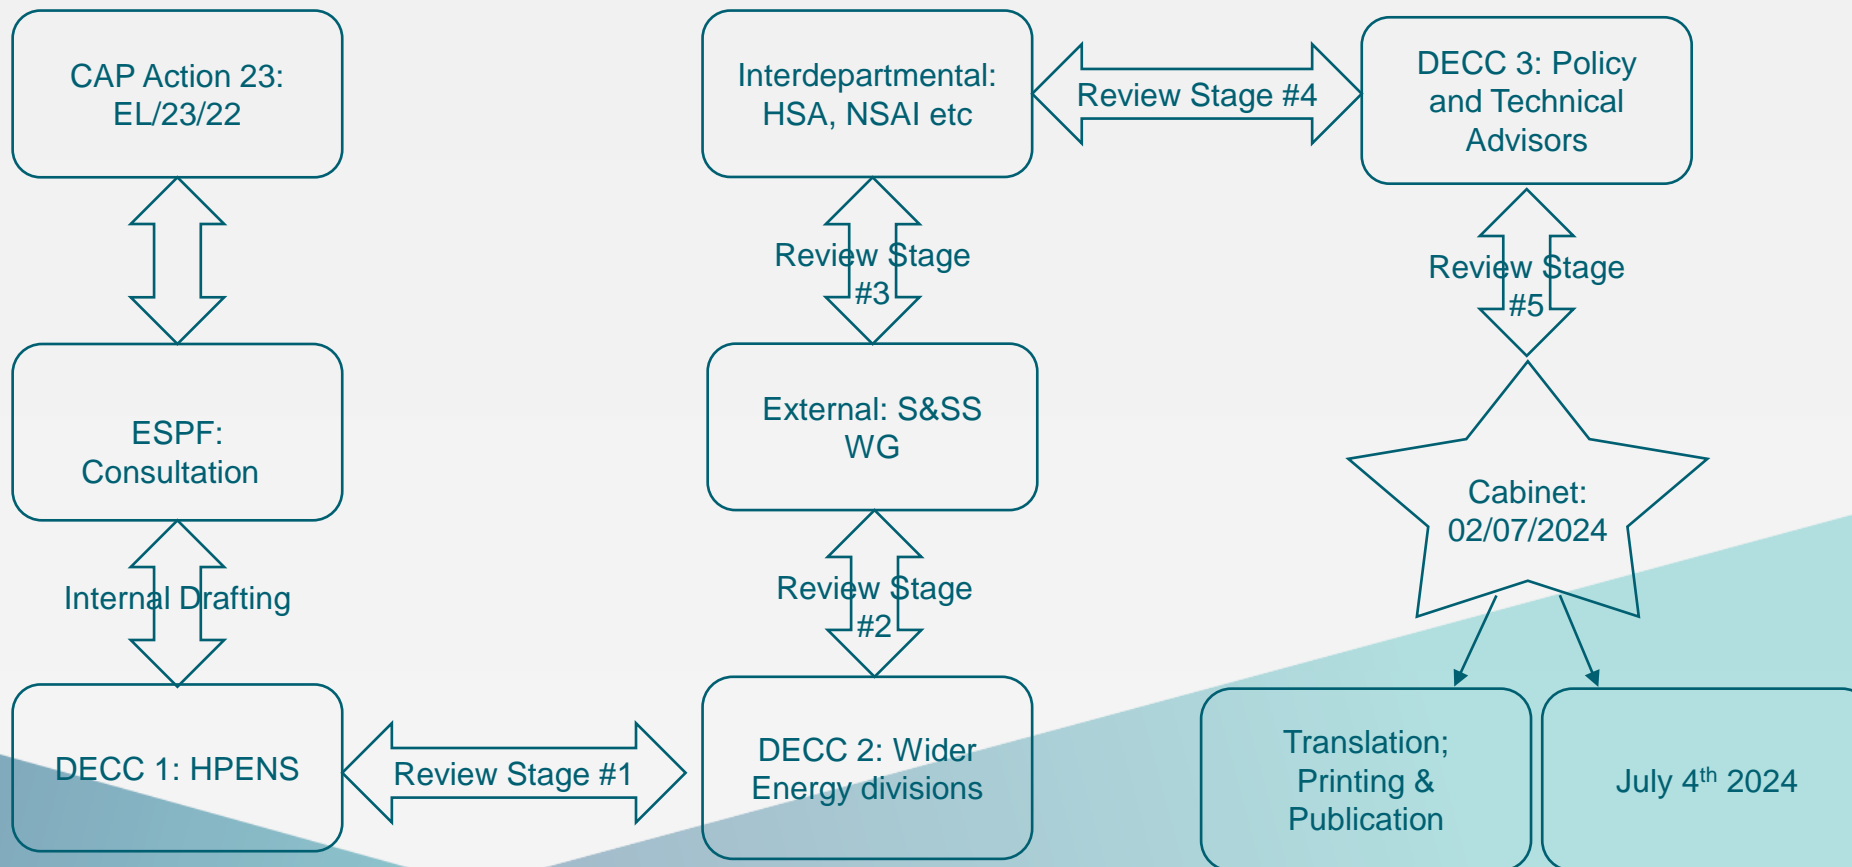 CAP Action 23:
EL/23/22
ESPF:
Consultation
Internal Drafting
DECC 1: HPENS
Review Stage #1
DECC 2: Wider
Energy divisions
Review Stage
#2
External: S&SS
WG
Review Stage
#3
Interdepartmental:
HSA, NSAI etc
Review Stage #4
DECC 3: Policy
and Technical
Advisors
Review Stage
#5
Cabinet:
02/07/2024
Translation;
Printing &
Publication
July 4th 2024